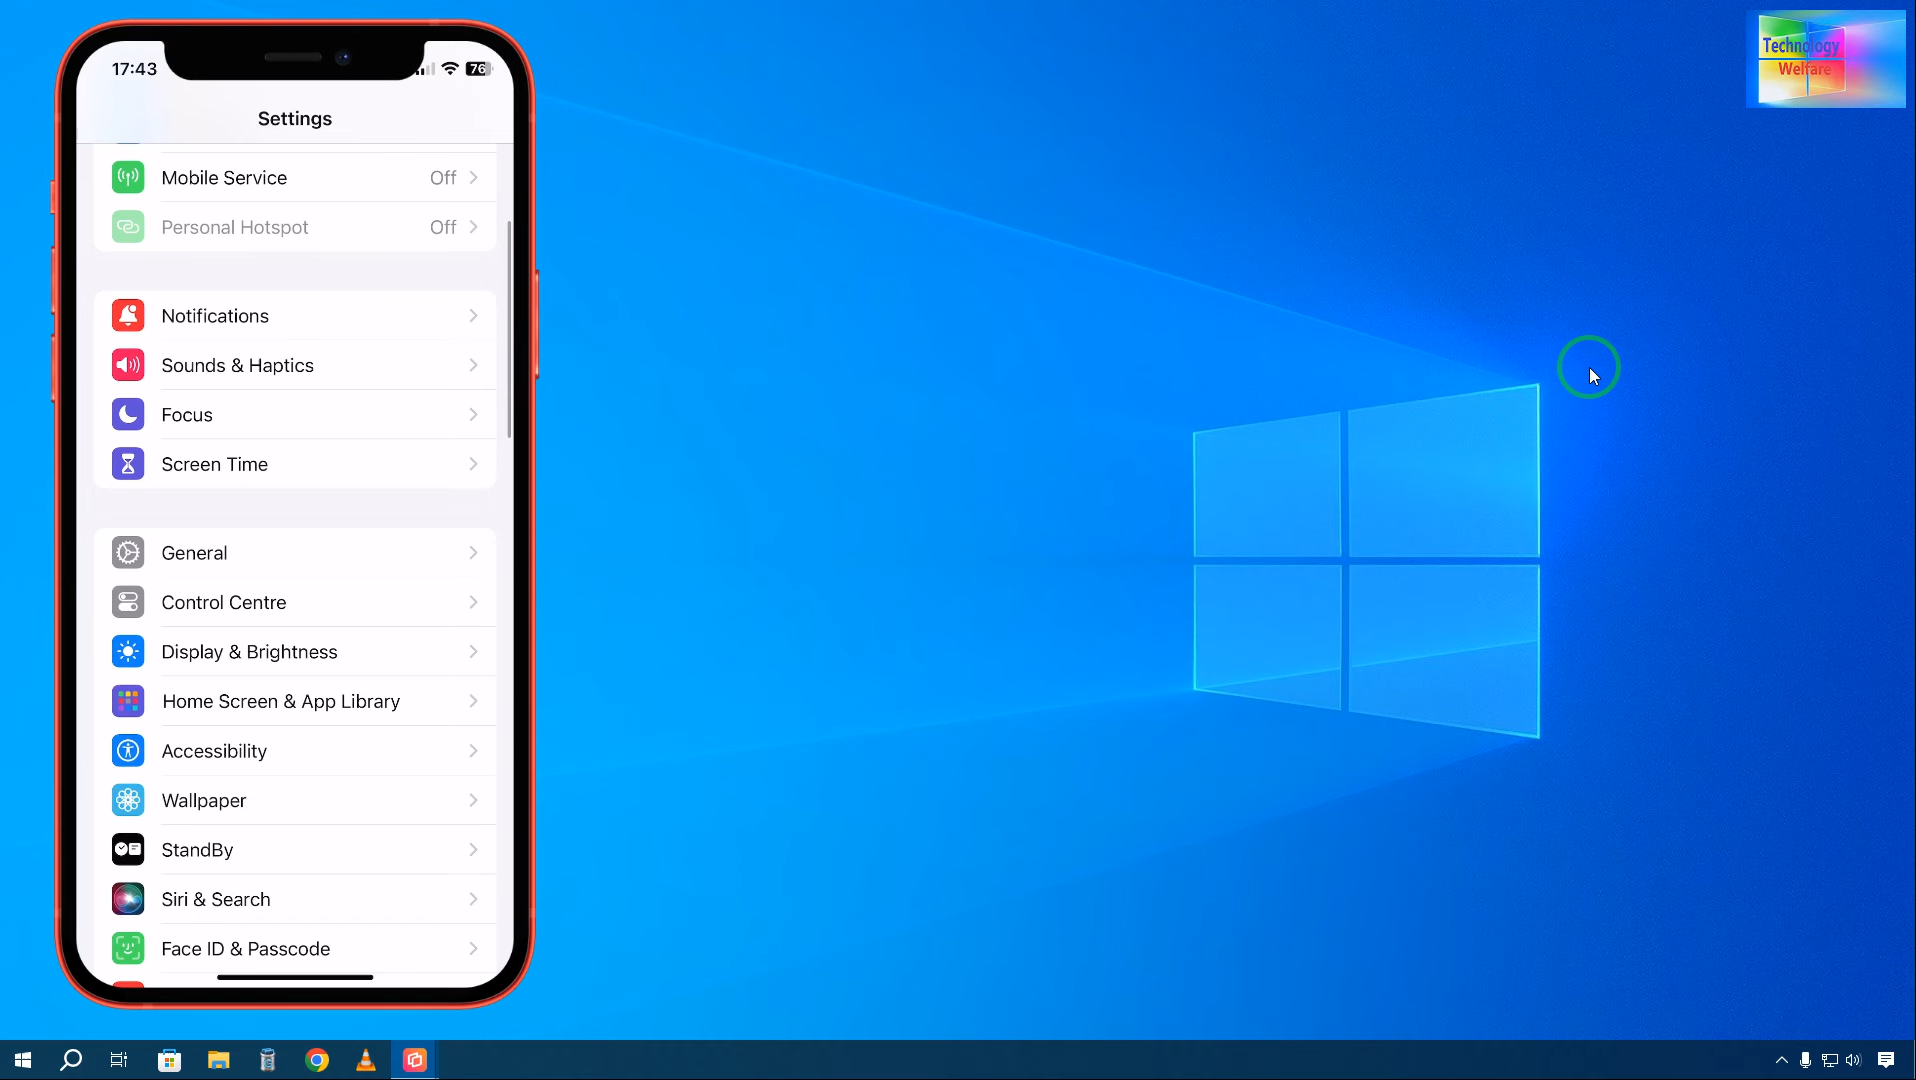 17:43
76
Settings
Mobile Service Off
Personal Hotspot Off
Notifications
Sounds & Haptics
Focus
Screen Time
General
Control Centre
Display & Brightness
Home Screen & App Library
Accessibility
Wallpaper
StandBy
Siri & Search
Face ID & Passcode
Technology
Welfare